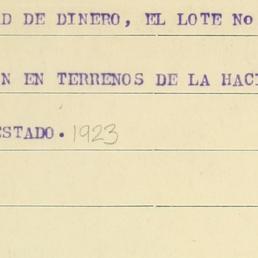 D DE DINERO, EL LOTE No
N EN TERRENOS DE LA HACI
ESTADO. 1923